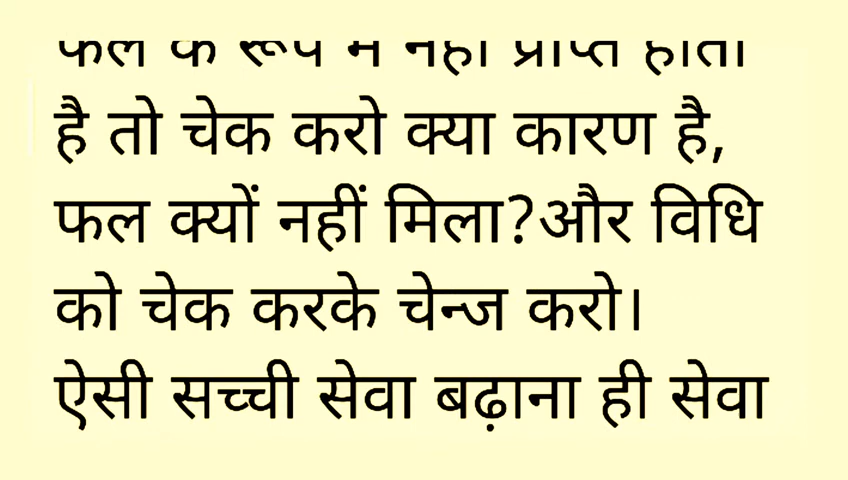 फल के रूप में नहीं प्राप्त होता
है तो चेक करो क्या कारण है,
फल क्यों नहीं मिला?और विधि
को चेक करके चेन्ज करो।
ऐसी सच्ची सेवा बढ़ाना ही सेवा